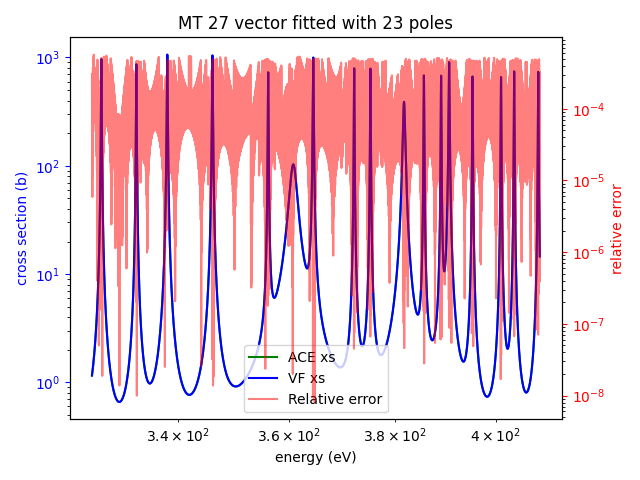 MT 27 vector fitted with 23 poles
10³
10²
10¹
10⁰
cross section (b)
10⁻⁴
10⁻⁵
10⁻⁶
10⁻⁷
10⁻⁸
relative error
ACE xs
VF xs
Relative error
3.4 × 10² 3.6 × 10² 3.8 × 10² 4 × 10²
energy (eV)